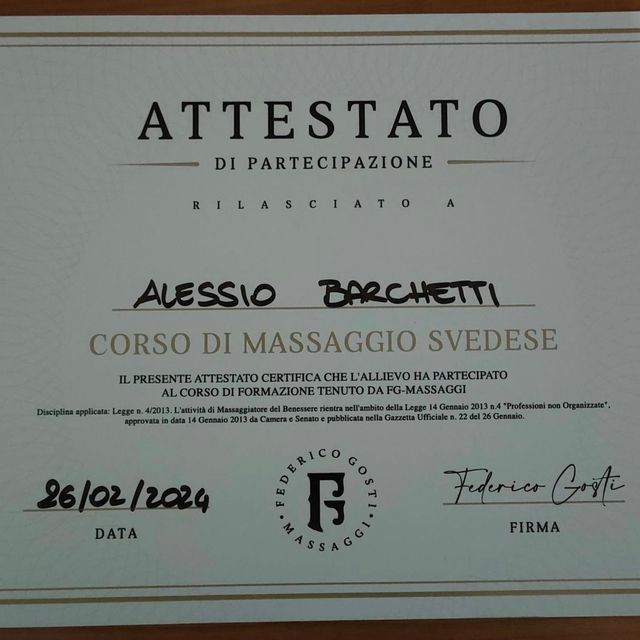 ATTESTATO
DI PARTECIPAZIONE
RILASCIATO A
ALESSIO BARCHETTI
CORSO DI MASSAGGIO SVEDESE
IL PRESENTE ATTESTATO CERTIFICA CHE L'ALLIEVO HA PARTECIPATO
AL CORSO DI FORMAZIONE TENUTO DA FG-MASSAGGI
Disciplina applicata: Legge n. 4/2013. L'attività di Massaggiatore del Benessere rientra nell'ambito della Legge 14 Gennaio 2013 n.4 "Professioni non Organizzate",
approvata in data 14 Gennaio 2013 da Camera e Senato e pubblicata nella Gazzetta Ufficiale n. 22 del 26 Gennaio.
26/02/2024
DATA
FEDERICO GOSTI
FG
MASSAGGI
Federico Gosti
FIRMA